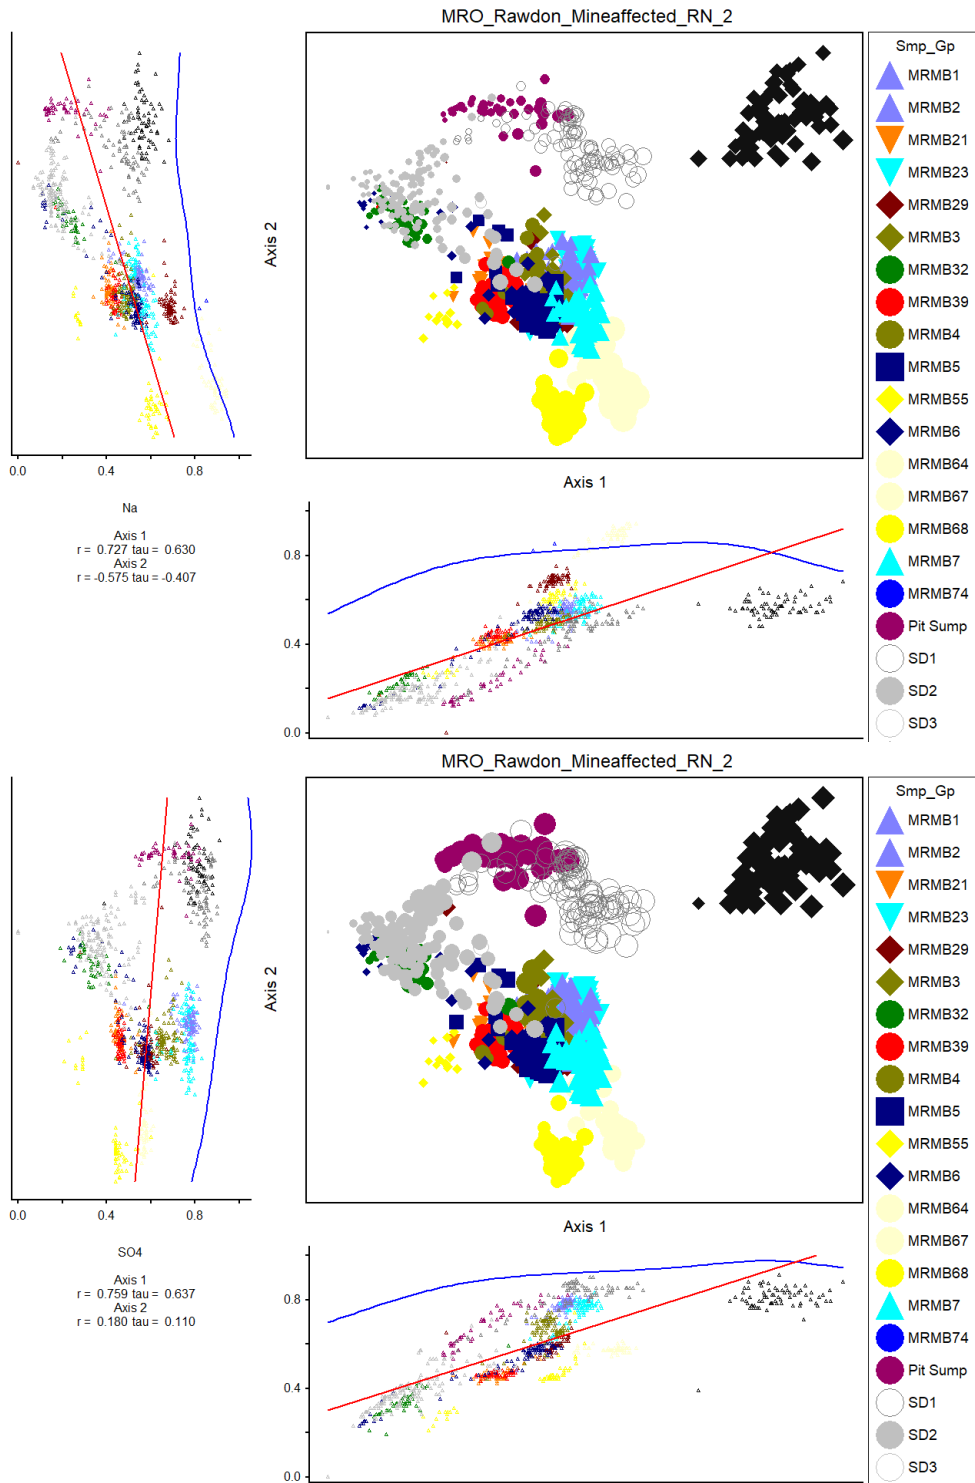 MRO_Rawdon_Mineaffected_RN_2
Axis 2
Axis 1
0.0 0.4 0.8
Na
Axis 1
r = 0.727 tau = 0.630
Axis 2
r = -0.575 tau = -0.407
0.8
0.4
0.0
Smp_Gp
MRMB1
MRMB2
MRMB21
MRMB23
MRMB29
MRMB3
MRMB32
MRMB39
MRMB4
MRMB5
MRMB55
MRMB6
MRMB64
MRMB67
MRMB68
MRMB7
MRMB74
Pit Sump
SD1
SD2
SD3
MRO_Rawdon_Mineaffected_RN_2
Axis 2
Axis 1
0.0 0.4 0.8
SO4
Axis 1
r = 0.759 tau = 0.637
Axis 2
r = 0.180 tau = 0.110
0.8
0.4
0.0
Smp_Gp
MRMB1
MRMB2
MRMB21
MRMB23
MRMB29
MRMB3
MRMB32
MRMB39
MRMB4
MRMB5
MRMB55
MRMB6
MRMB64
MRMB67
MRMB68
MRMB7
MRMB74
Pit Sump
SD1
SD2
SD3